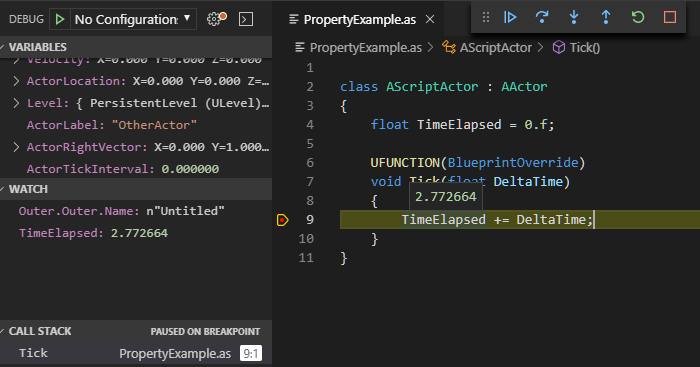 DEBUG No Configurations
VARIABLES
Velocity: X=0.000 Y=0.000 Z=0.000
ActorLocation: X=0.000 Y=0.000 Z=…
Level: { PersistentLevel (ULevel)…
ActorLabel: "OtherActor"
ActorRightVector: X=0.000 Y=1.000…
ActorTickInterval: 0.000000
WATCH
Outer.Outer.Name: n"Untitled"
TimeElapsed: 2.772664
CALL STACK PAUSED ON BREAKPOINT
Tick PropertyExample.as 9:1
PropertyExample.as
PropertyExample.as > AScriptActor > Tick()
1
2 class AScriptActor : AActor
3 {
4 float TimeElapsed = 0.f;
5
6 UFUNCTION(BlueprintOverride)
7 void Tick(float DeltaTime)
8 {
2.772664
9 TimeElapsed += DeltaTime;
10 }
11 }